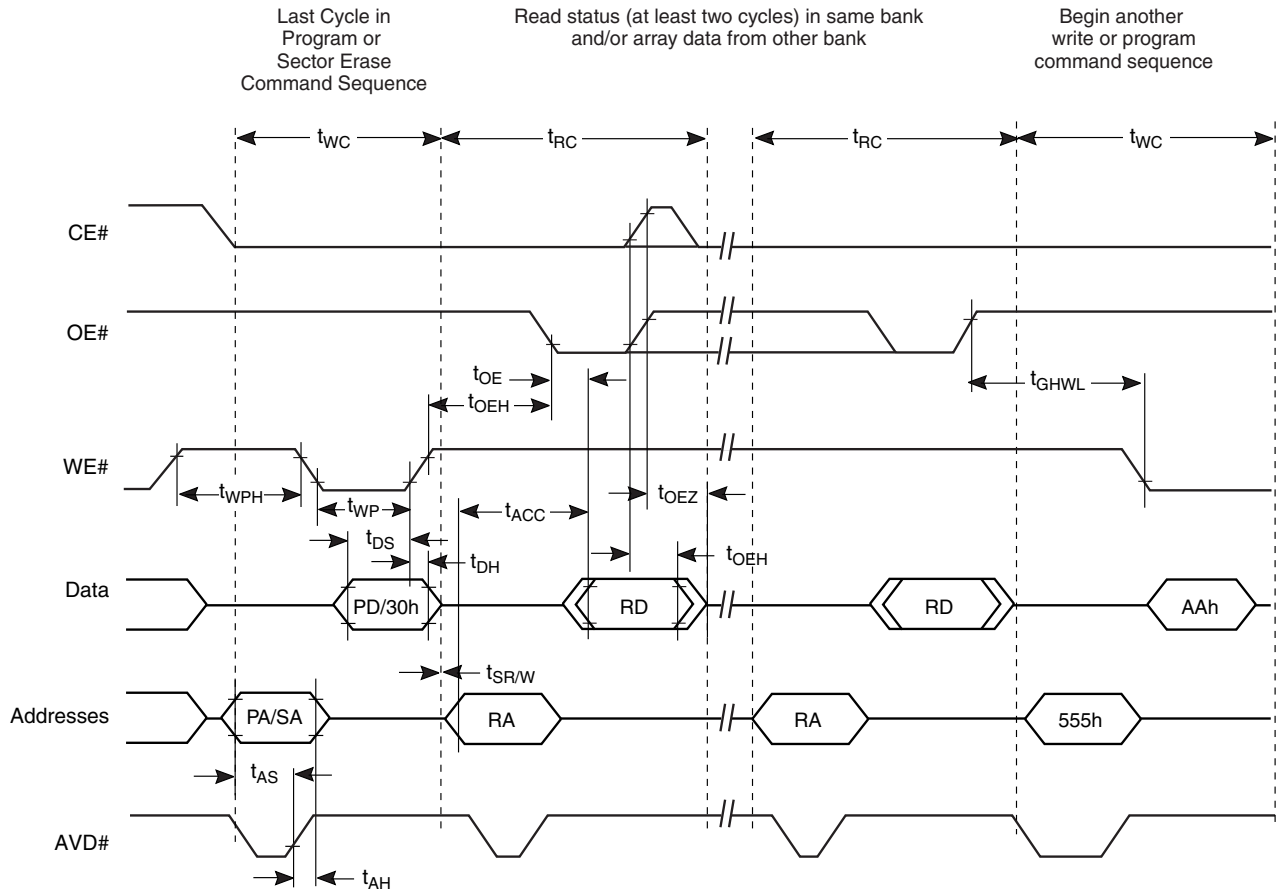 Last Cycle in
Program or
Sector Erase
Command Sequence
Read status (at least two cycles) in same bank
and/or array data from other bank
Begin another
write or program
command sequence
tWC
tRC
tRC
tWC
CE#
OE#
tOE
tOEH
tGHWL
WE#
tWPH
tWP
tOEZ
tACC
tDS
tDH
tOEH
Data
PD/30h
RD
RD
AAh
tSR/W
Addresses
PA/SA
RA
RA
555h
tAS
AVD#
tAH